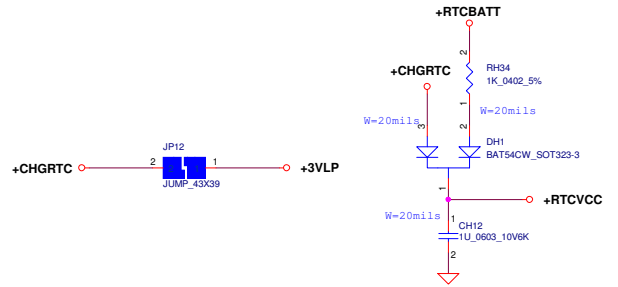 +RTCBATT
2
RH34
1K_0402_5%
+CHGRTC
1
W=20mils
W=20mils
3
2
DH1
BAT54CW_SOT323-3
JP12
+CHGRTC
2
1
+3VLP
JUMP_43X39
1
+RTCVCC
W=20mils
1
CH12
1U_0603_10V6K
2